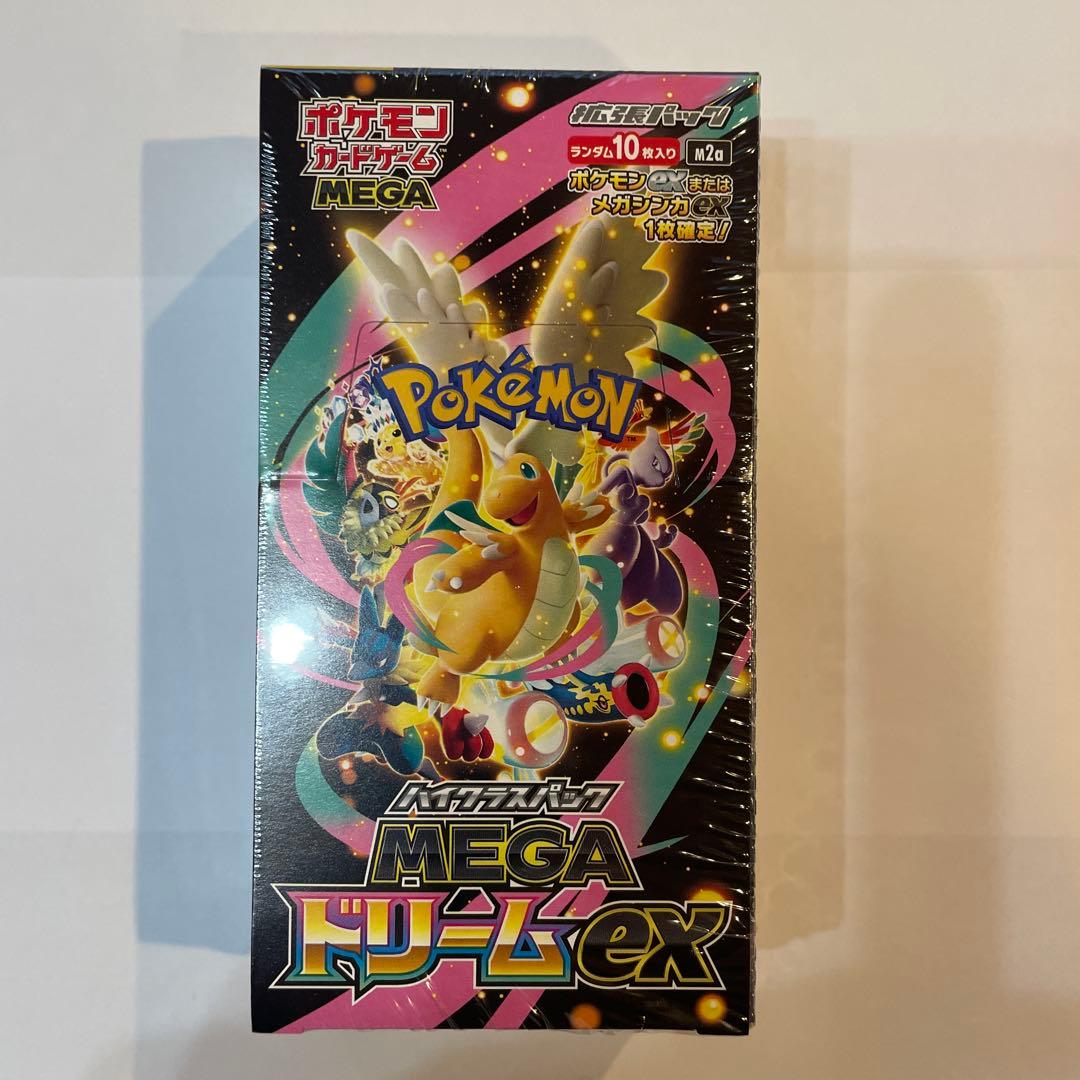 ポケモン
カードゲーム™
MEGA
拡張パック
ランダム10枚入り M2a
ポケモンexまたは
メガシンカex
1枚確定!
POKéMON™
ハイクラスパック
MEGA
ドリームex